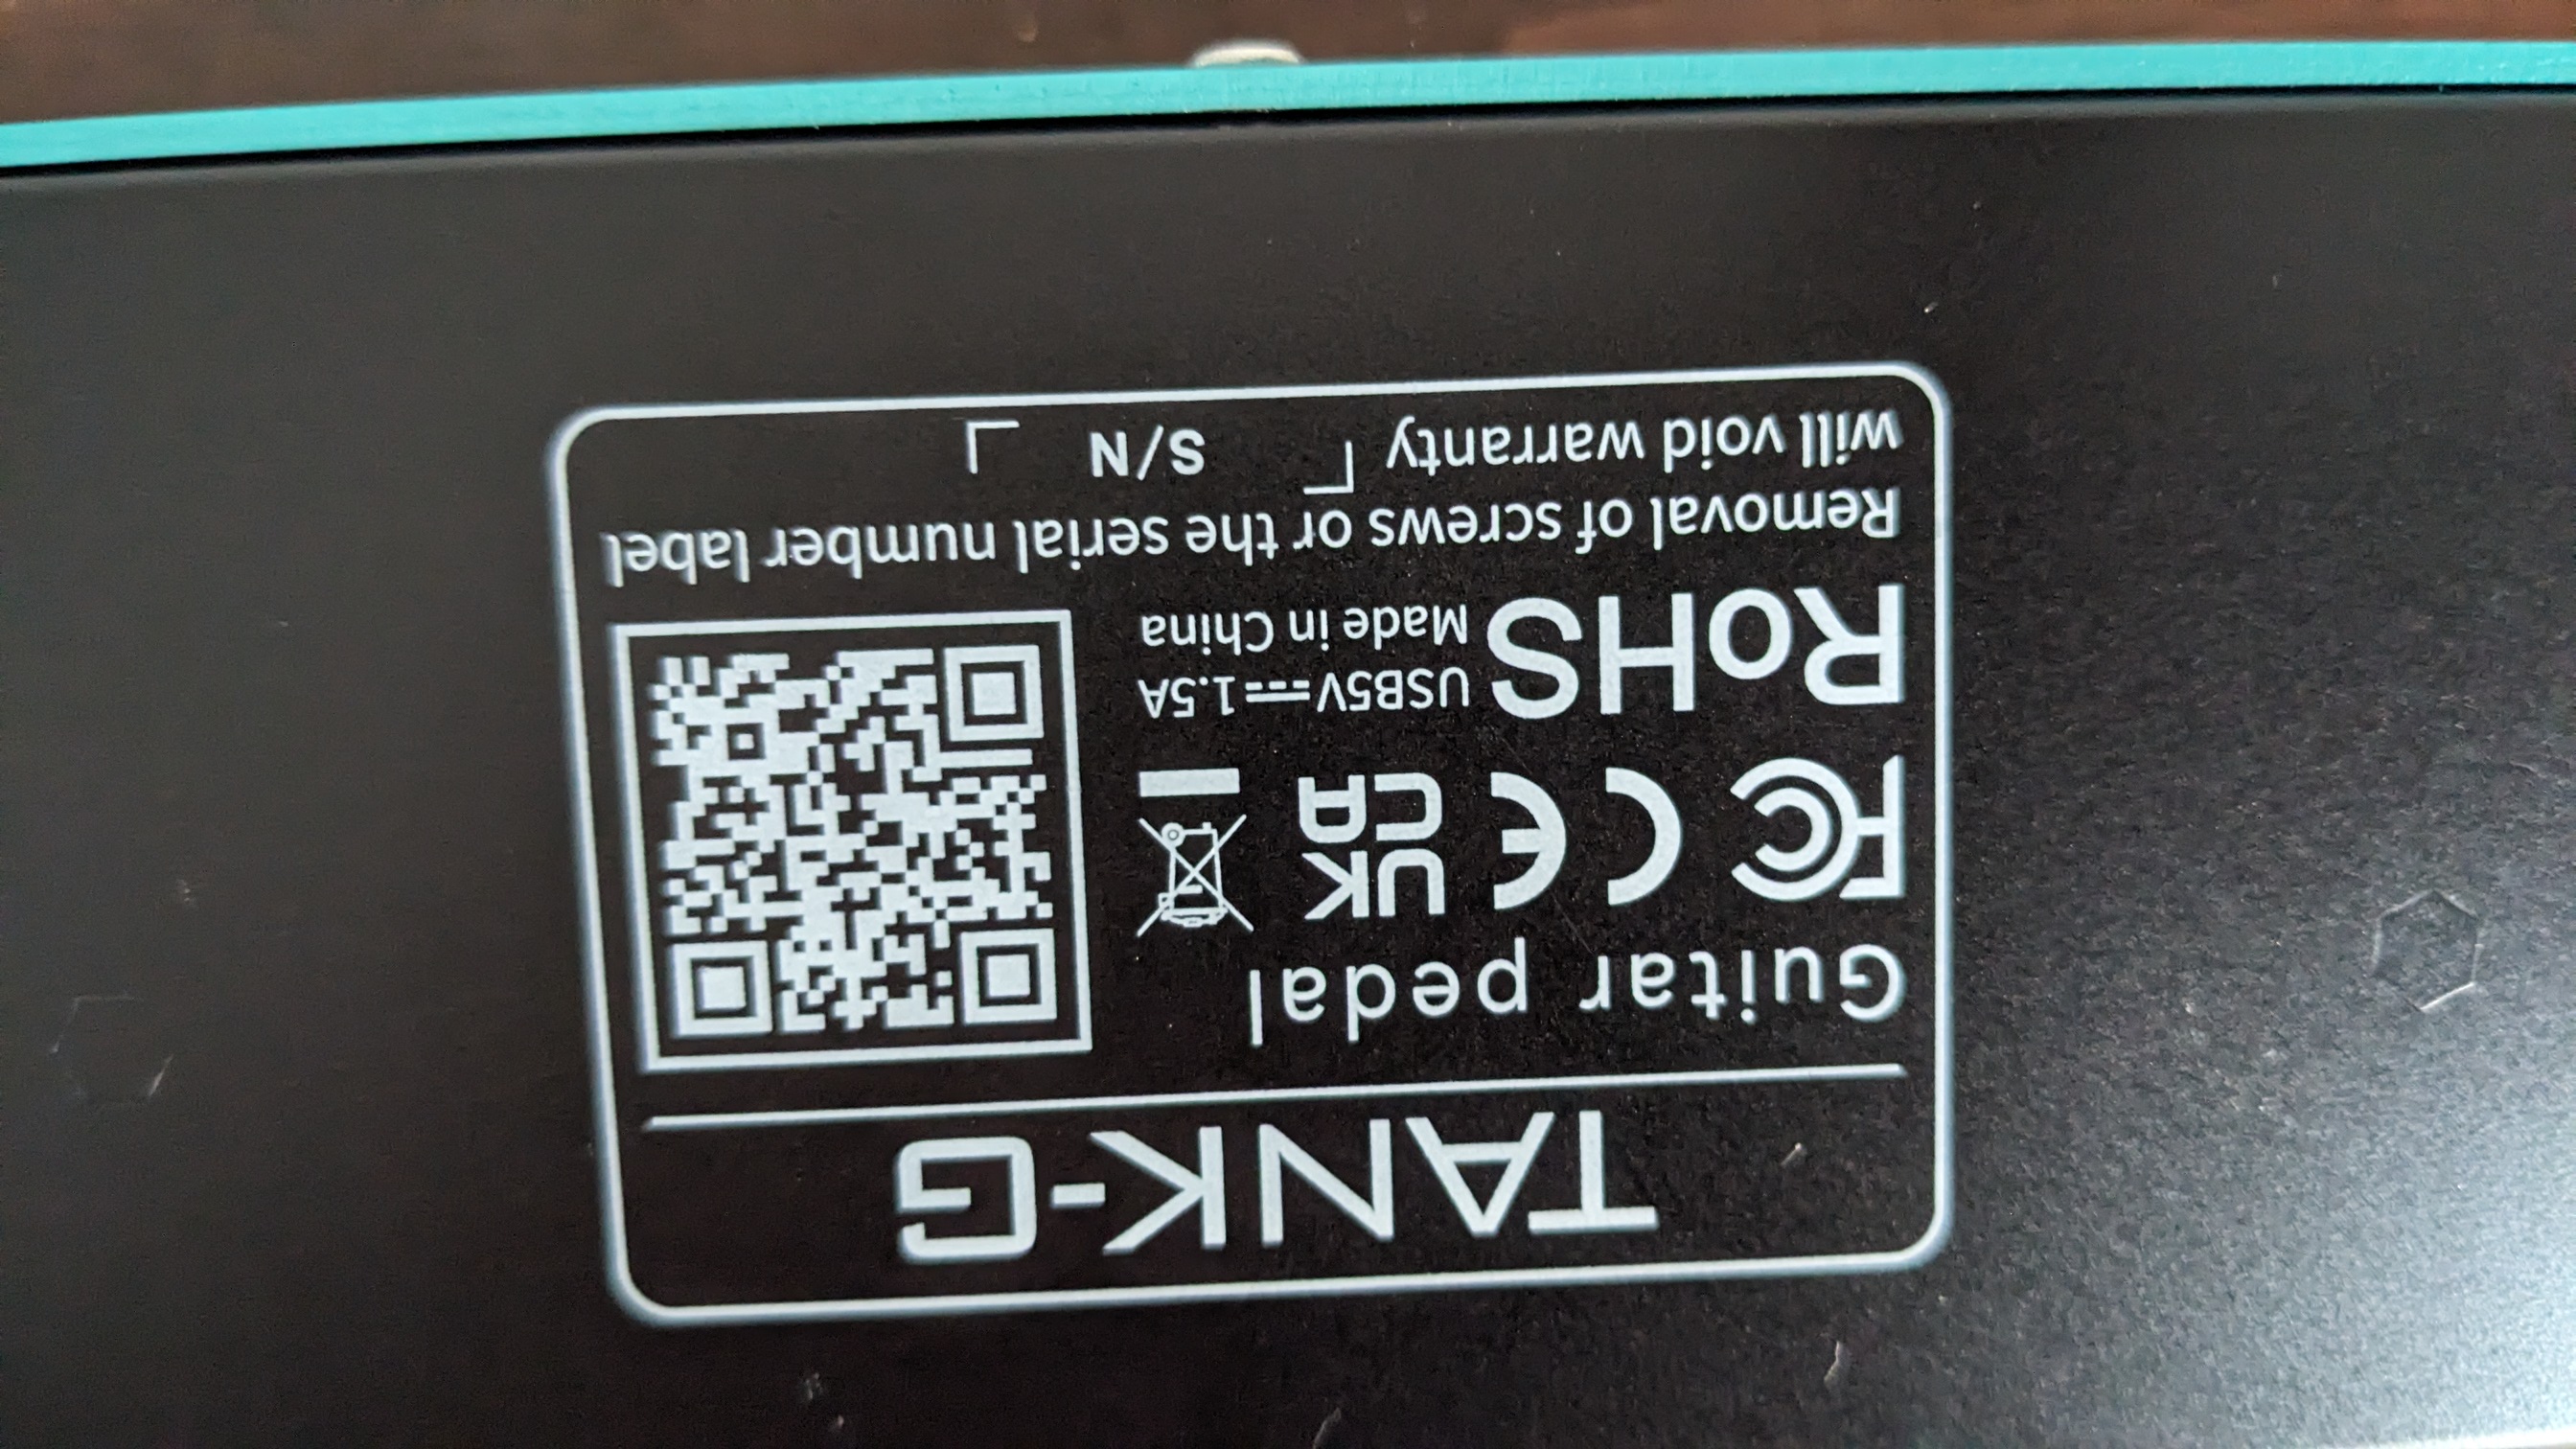 TANK-G
Guitar pedal
FC CE UK CA
RoHS USB5V⎓1.5A
Made in China
Removal of screws or the serial number label
will void warranty
S/N